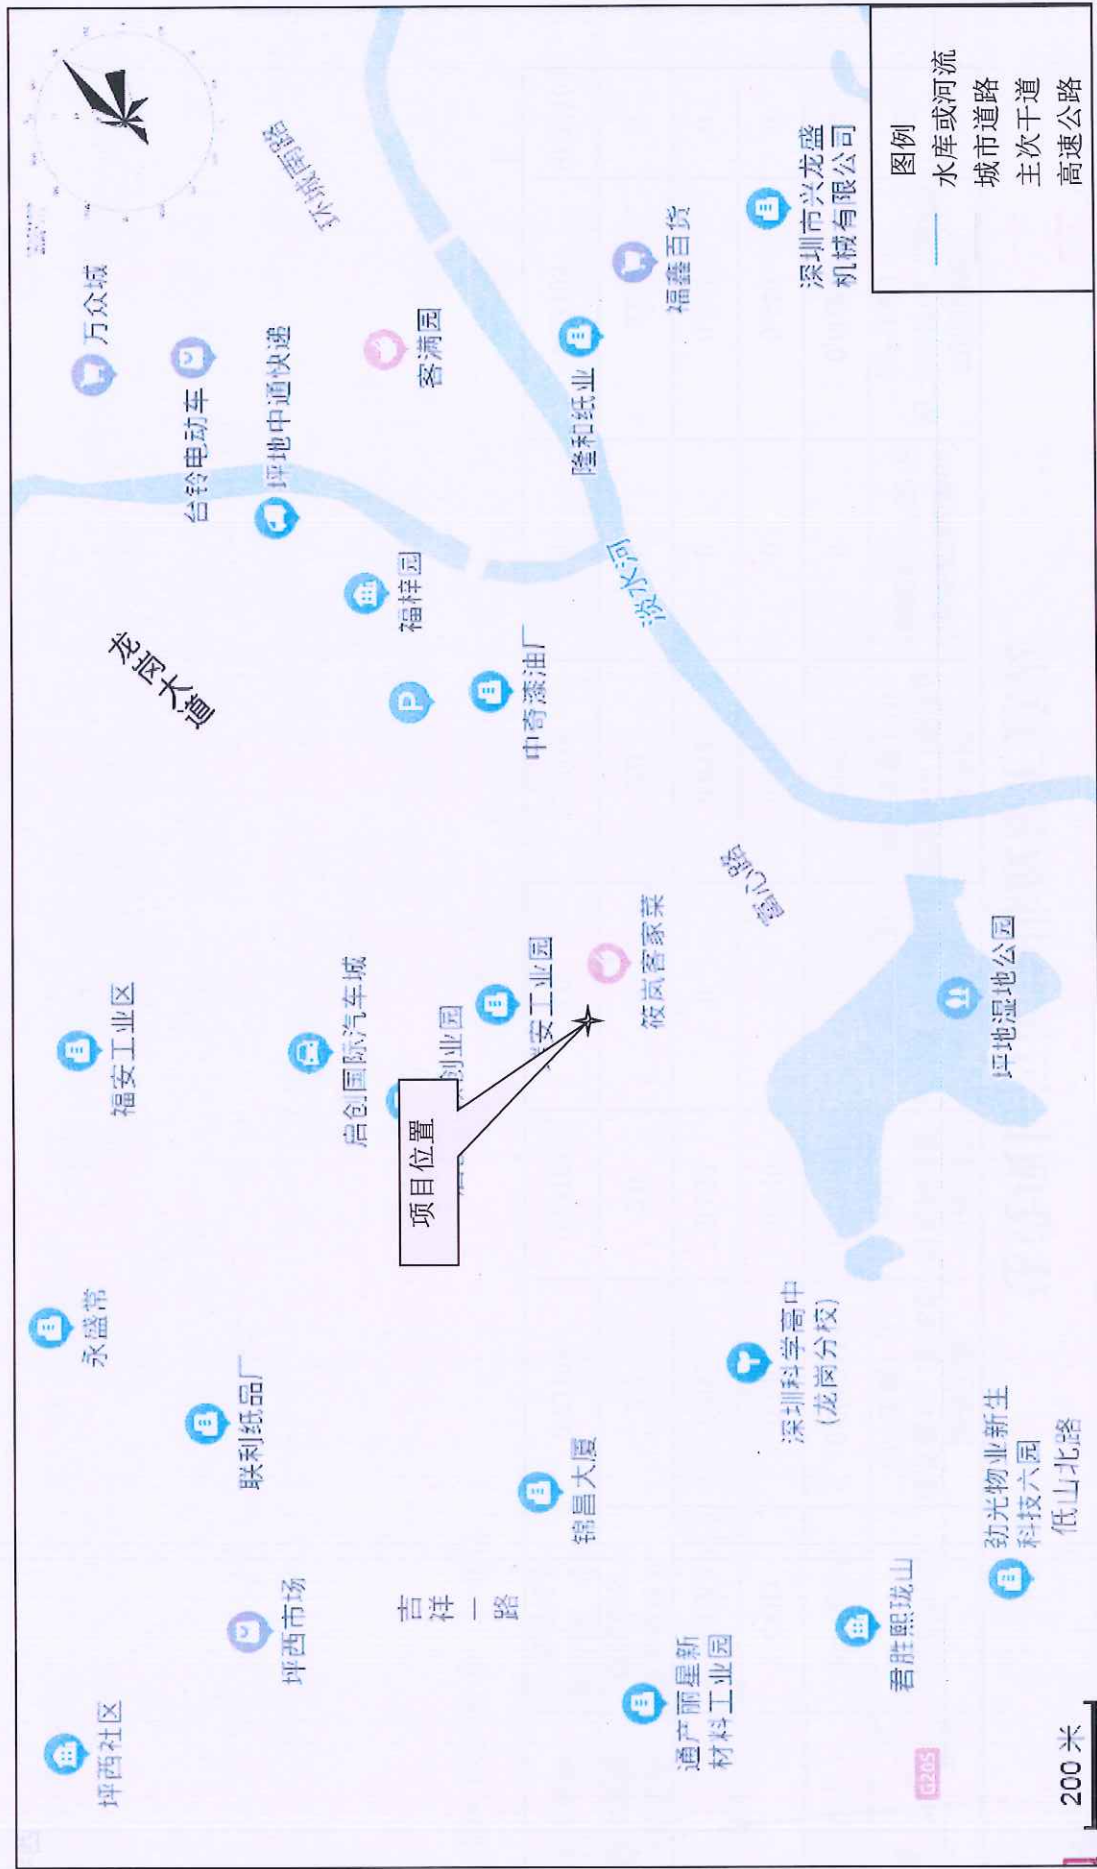 坪西社区
永盛常
福安工业区
万众城
龙岗大道
台铃电动车
坪西市场
联利纸品厂
坪地中通快递
环城南路
启创国际汽车城
福梓园
客满园
吉祥一路
项目位置
创业园
中奇漆油厂
安工业园
锦昌大厦
隆和纸业
淡水河
筱岚客家菜
福鑫百货
通产丽星新
材料工业园
富心路
深圳科学高中
(龙岗分校)
深圳市兴龙盛
机械有限公司
君胜熙珑山
G205
劲光物业新生
科技六园
坪地湿地公园
低山北路
200 米
图例
水库或河流
城市道路
主次干道
高速公路
P